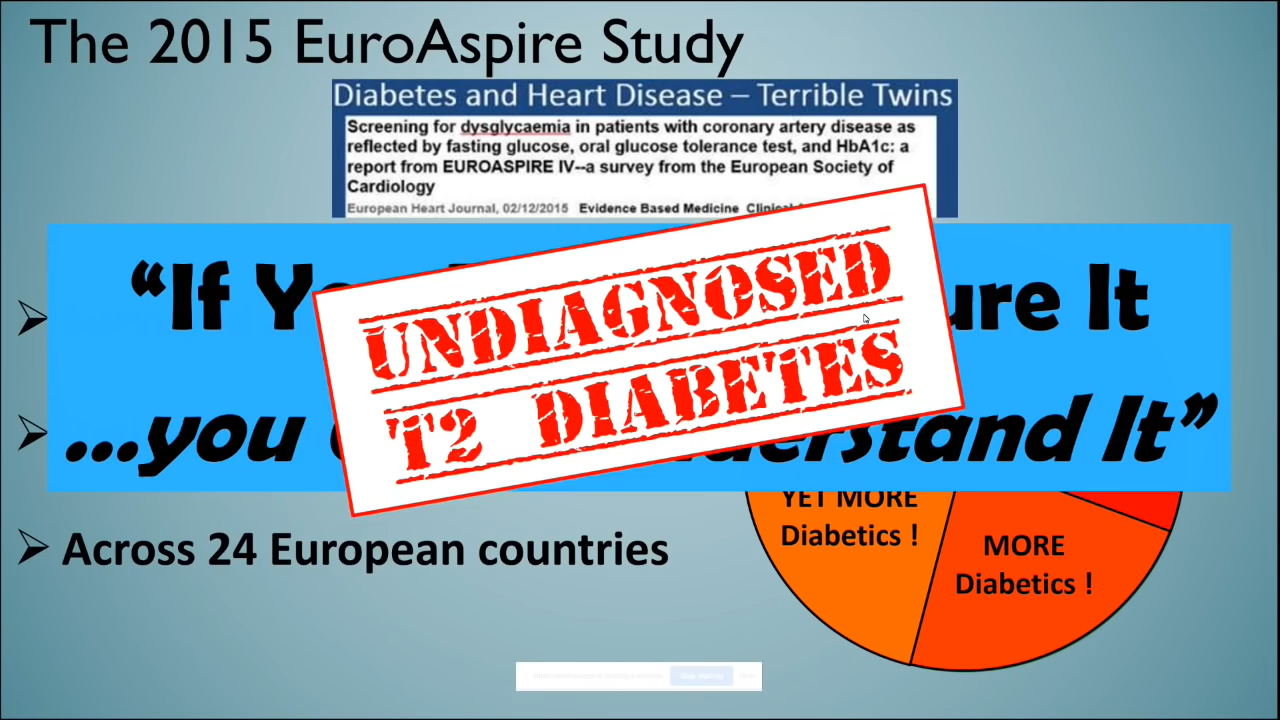 The 2015 EuroAspire Study
Diabetes and Heart Disease – Terrible Twins
Screening for dysglycaemia in patients with coronary artery disease as
reflected by fasting glucose, oral glucose tolerance test, and HbA1c: a
report from EUROASPIRE IV--a survey from the European Society of
Cardiology
European Heart Journal, 02/12/2015 Evidence Based Medicine
“If It
UNDIAGNOSED
T2 DIABETES
...you It”
YET MORE
Diabetics !
MORE
Diabetics !
➢ Across 24 European countries